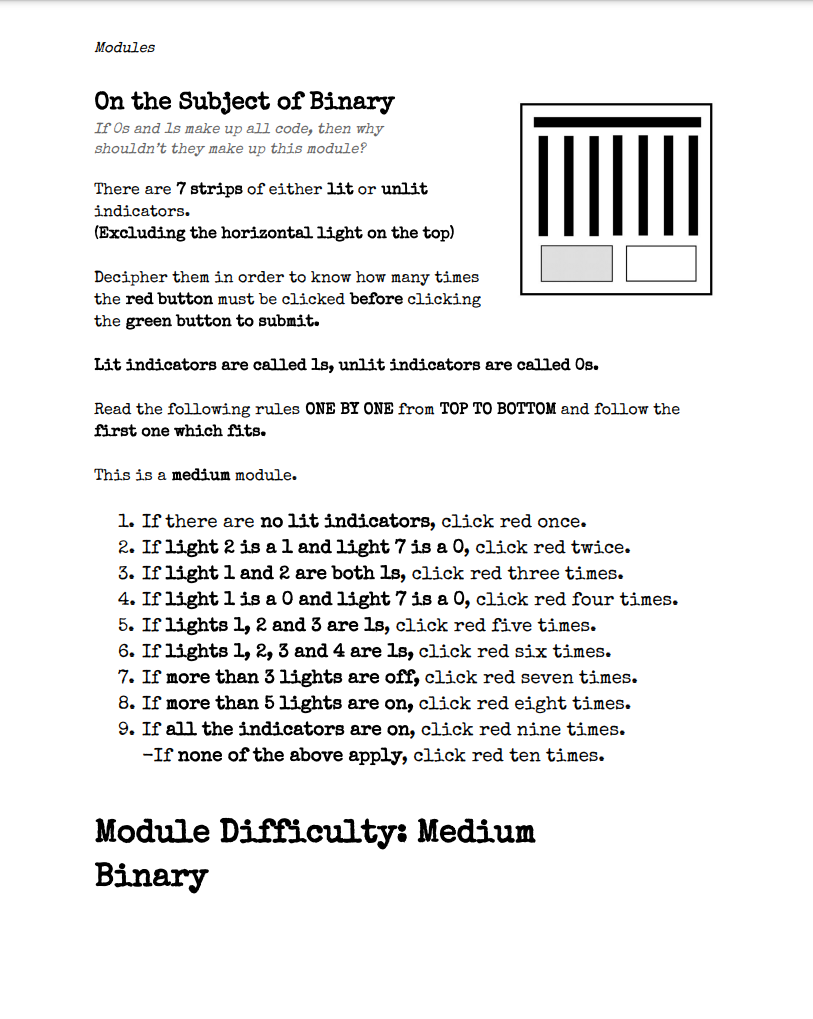 Modules
On the Subject of Binary
If 0s and 1s make up all code, then why
shouldn't they make up this module?
There are 7 strips of either lit or unlit
indicators.
(Excluding the horizontal light on the top)
Decipher them in order to know how many times
the red button must be clicked before clicking
the green button to submit.
Lit indicators are called 1s, unlit indicators are called 0s.
Read the following rules ONE BY ONE from TOP TO BOTTOM and follow the
first one which fits.
This is a medium module.
1. If there are no lit indicators, click red once.
2. If light 2 is a 1 and light 7 is a 0, click red twice.
3. If light 1 and 2 are both 1s, click red three times.
4. If light 1 is a 0 and light 7 is a 0, click red four times.
5. If lights 1, 2 and 3 are 1s, click red five times.
6. If lights 1, 2, 3 and 4 are 1s, click red six times.
7. If more than 3 lights are off, click red seven times.
8. If more than 5 lights are on, click red eight times.
9. If all the indicators are on, click red nine times.
-If none of the above apply, click red ten times.
Module Difficulty: Medium
Binary